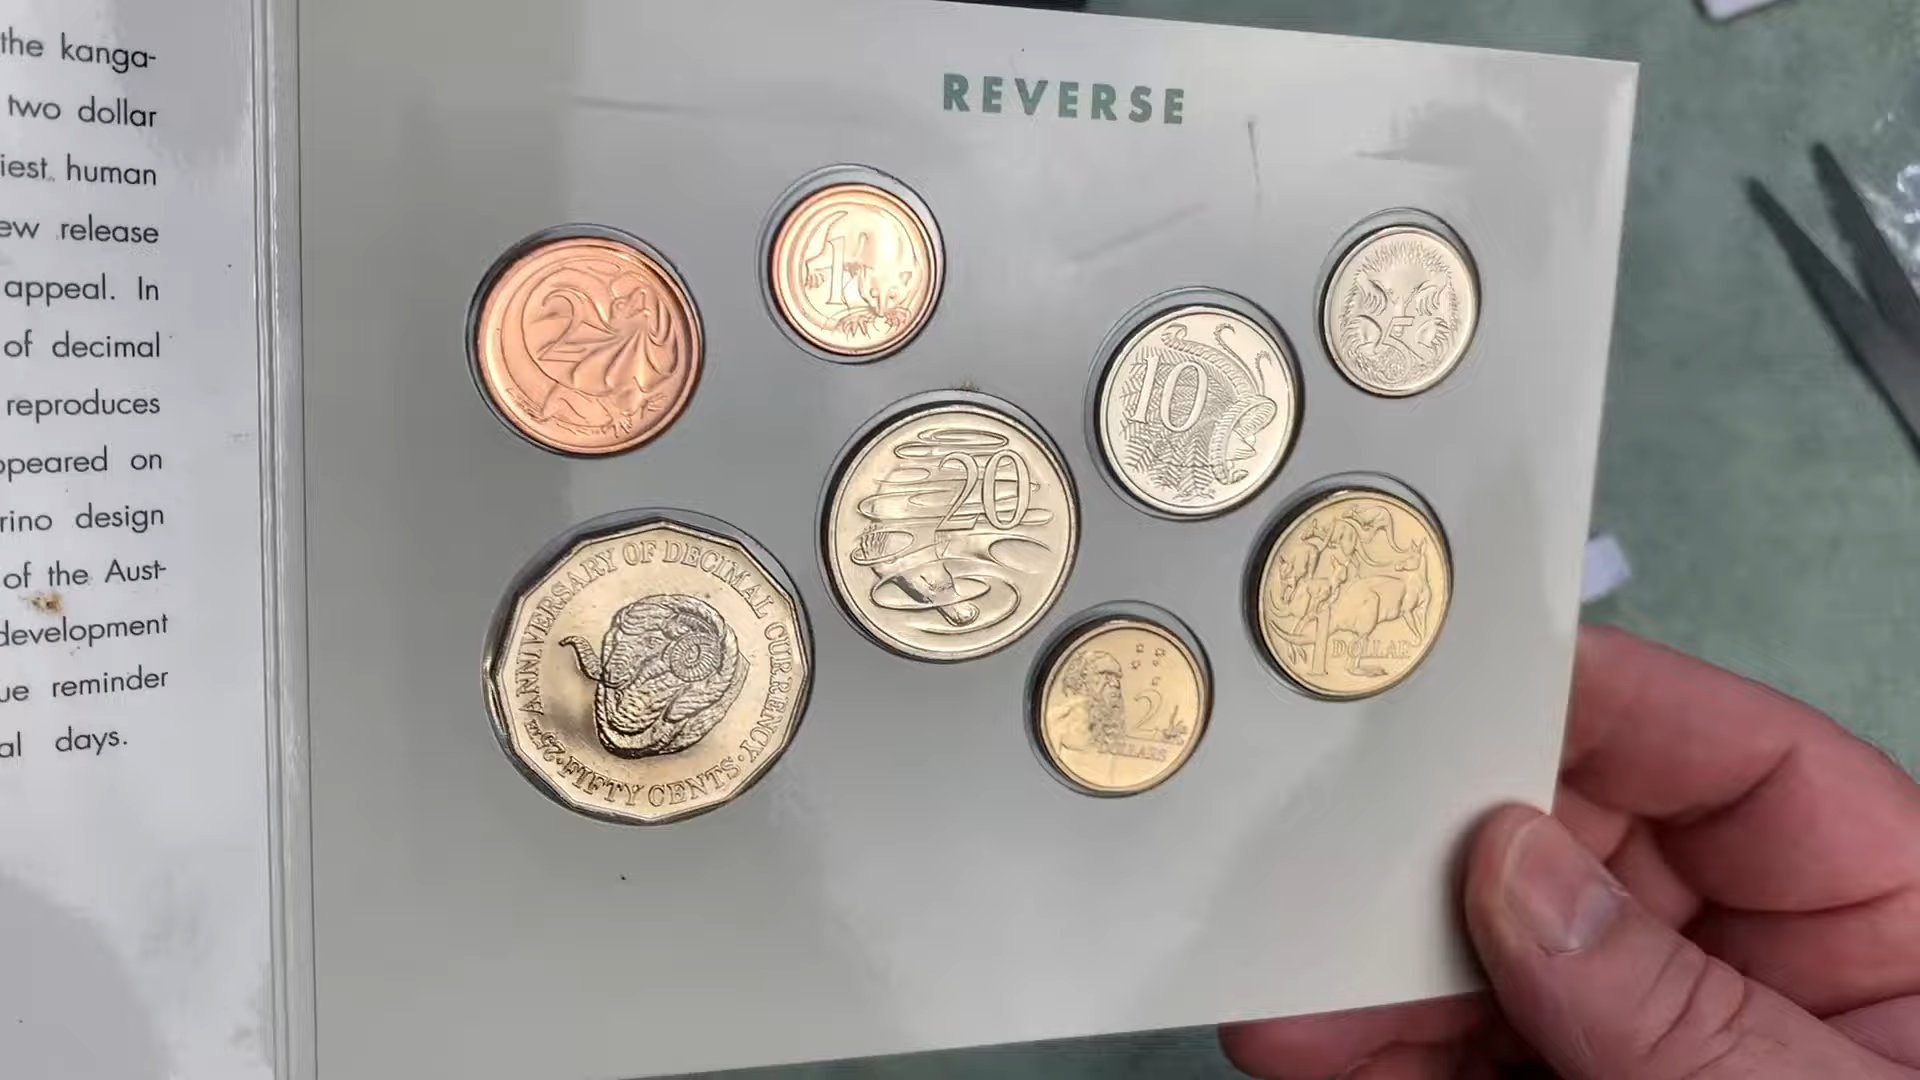 the kanga-
two dollar
iest human
ew release
appeal. In
of decimal
reproduces
ppeared on
rino design
of the Aust-
development
ue reminder
al days.
REVERSE
2
1
5
10
20
25TH ANNIVERSARY OF DECIMAL CURRENCY · FIFTY CENTS ·
1 DOLLAR
2
DOLLARS